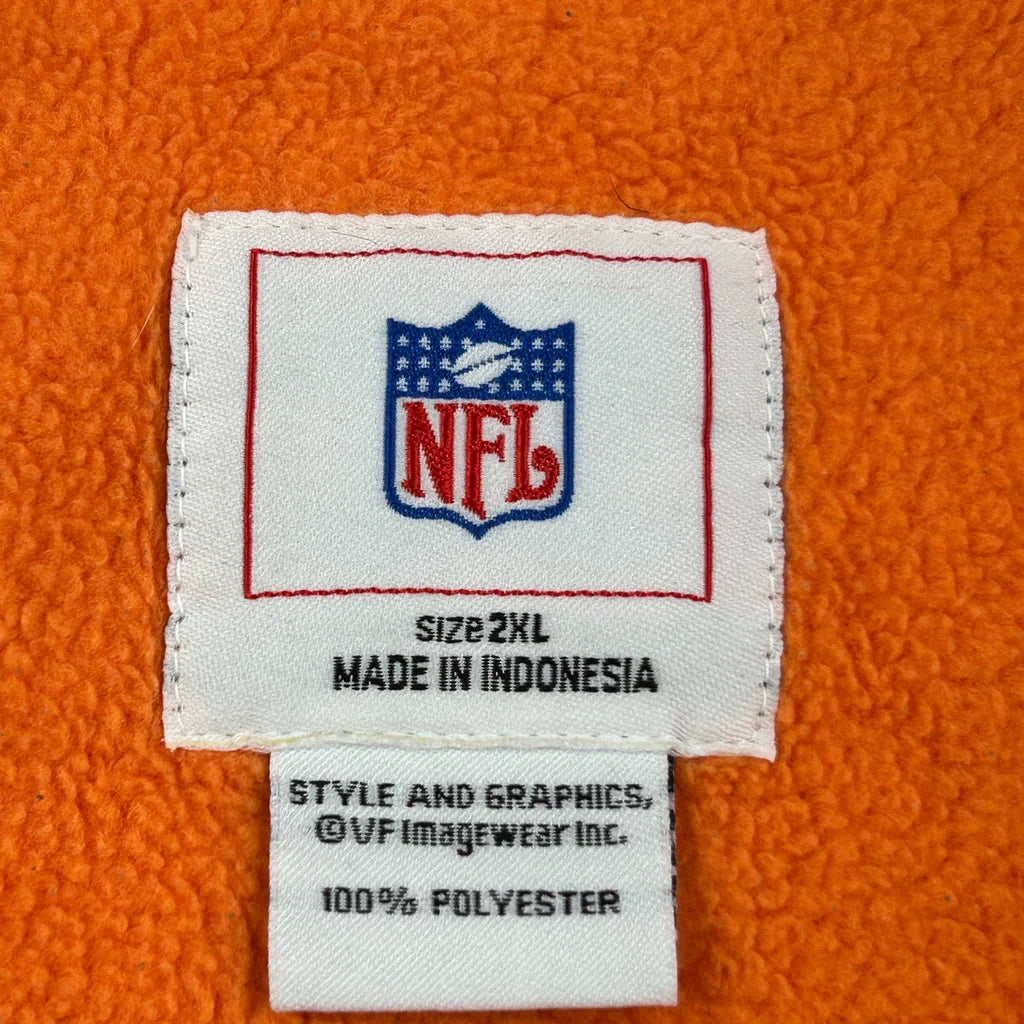 NFL
Size 2XL
MADE IN INDONESIA
STYLE AND GRAPHICS,
©VF Imagewear Inc.
100% POLYESTER